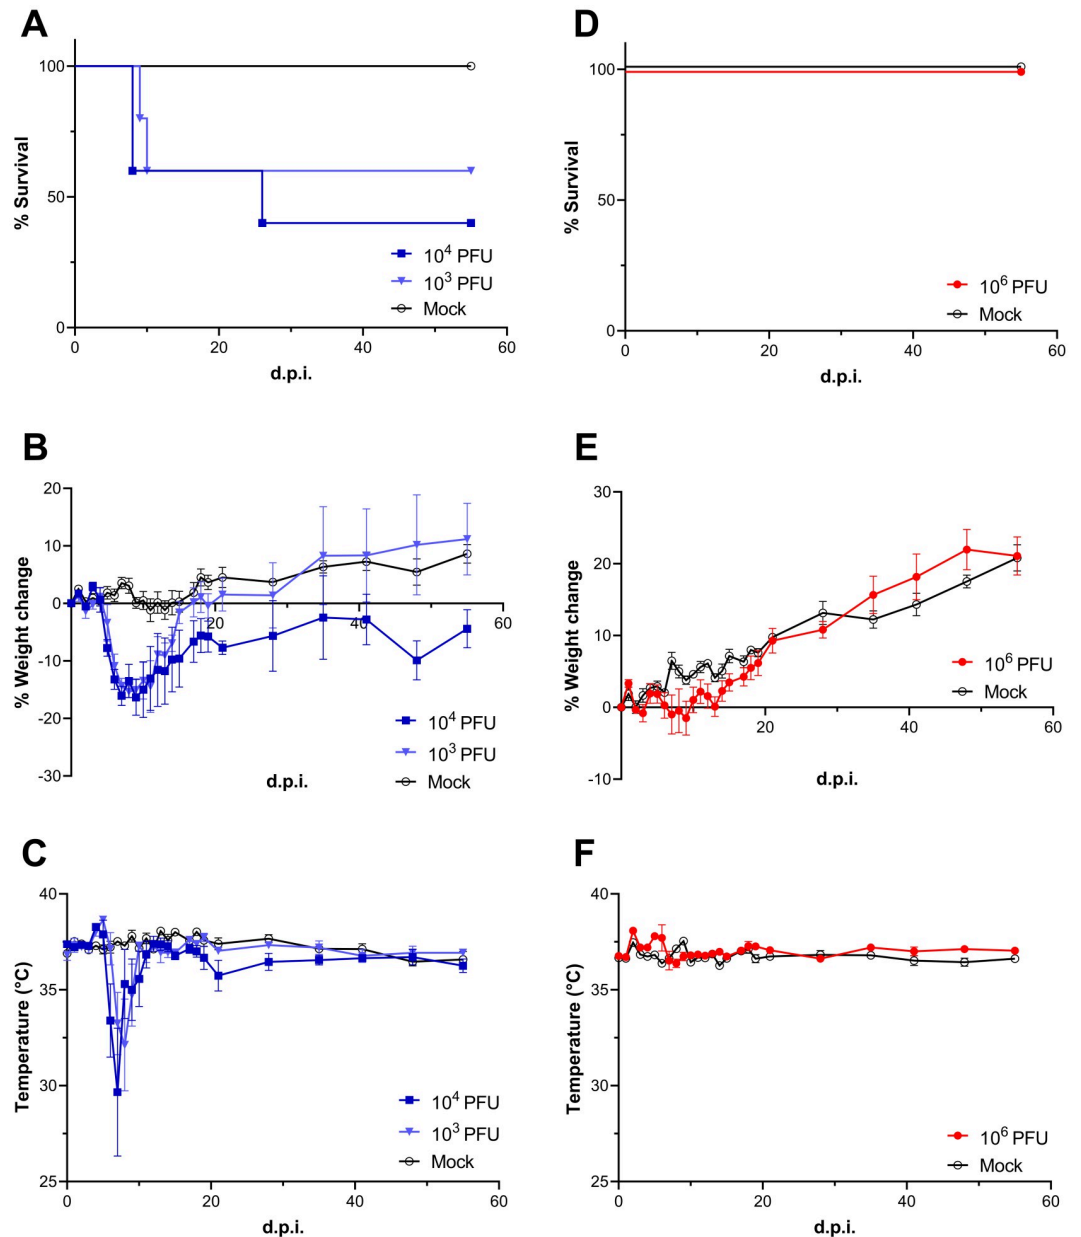 A
% Survival
100
50
0
0 20 40 60
d.p.i.
10⁴ PFU
10³ PFU
Mock
D
% Survival
100
50
0
0 20 40 60
d.p.i.
10⁶ PFU
Mock
B
% Weight change
20
10
0
-10
-20
-30
20 40 60
d.p.i.
10⁴ PFU
10³ PFU
Mock
E
% Weight change
30
20
10
0
-10
20 40 60
d.p.i.
10⁶ PFU
Mock
C
Temperature (°C)
40
35
30
25
0 20 40 60
d.p.i.
10⁴ PFU
10³ PFU
Mock
F
Temperature (°C)
40
35
30
25
0 20 40 60
d.p.i.
10⁶ PFU
Mock